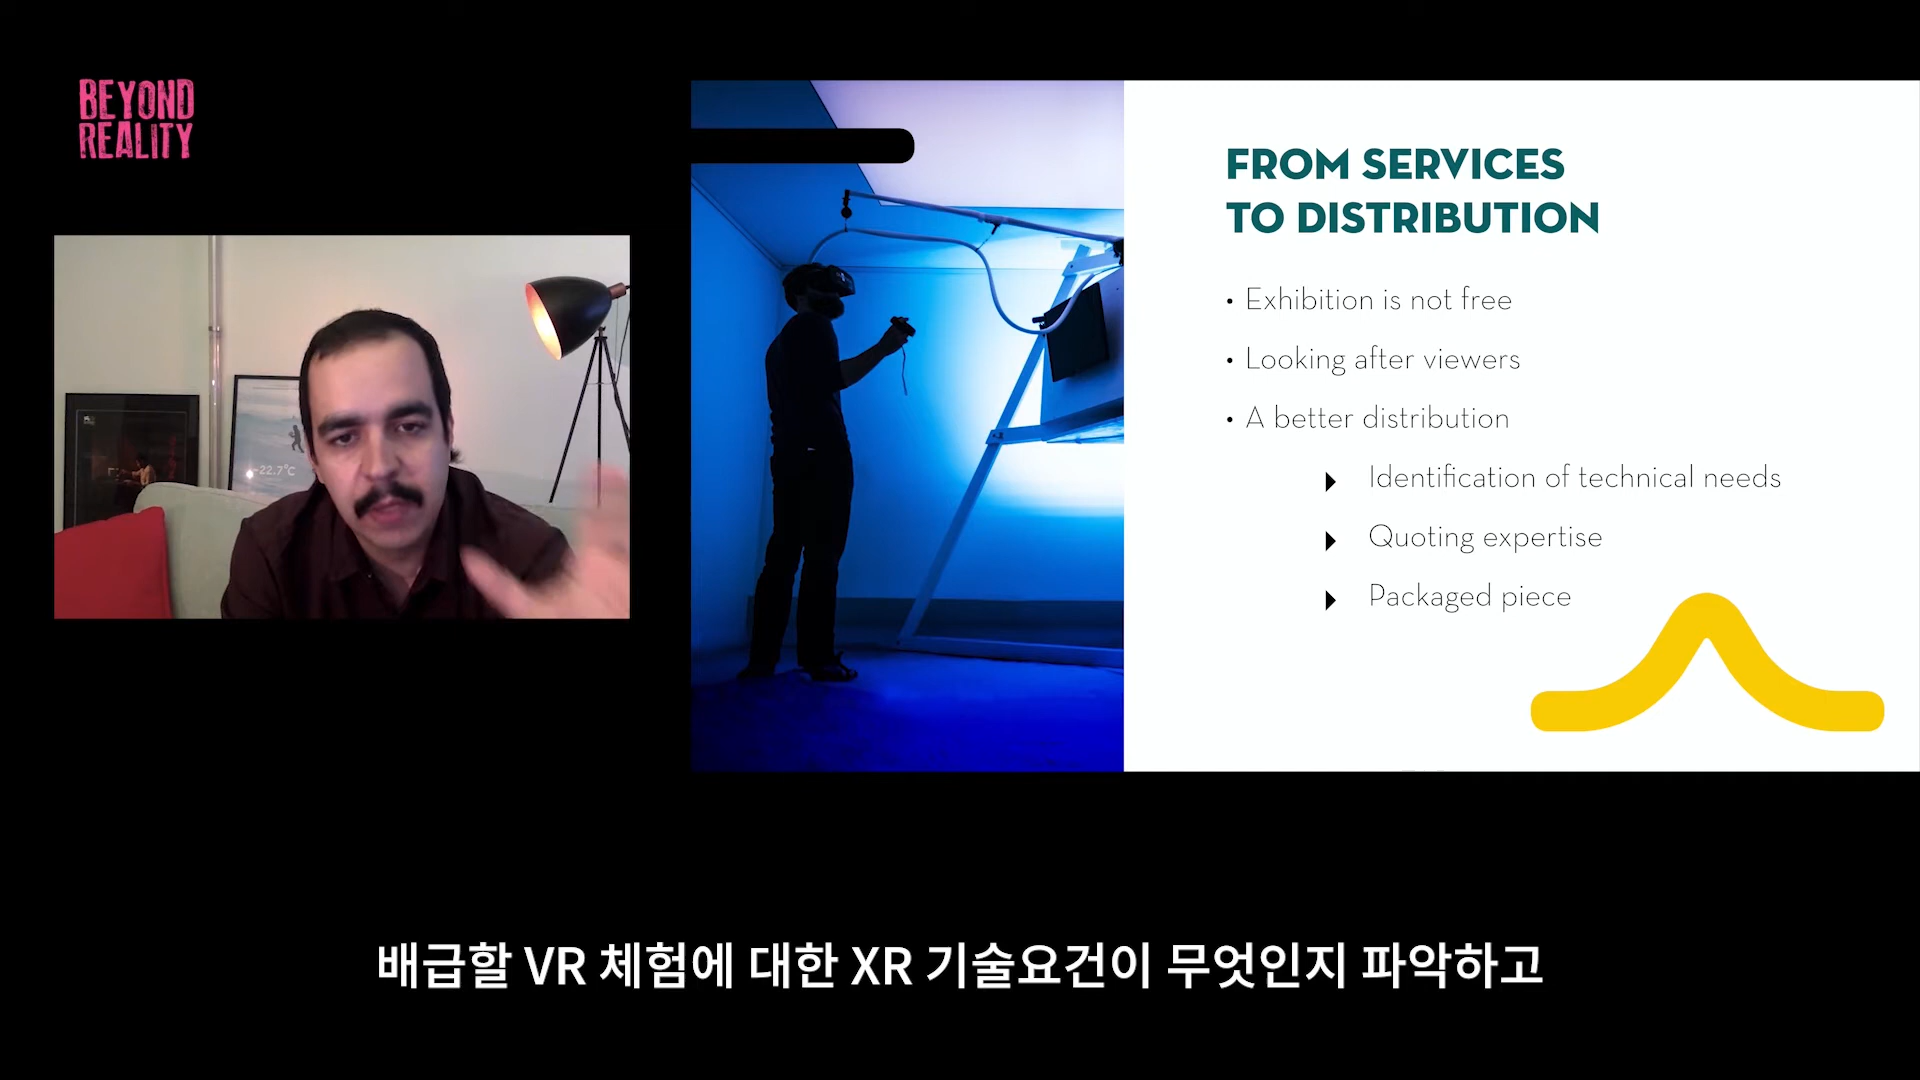 BEYOND
REALITY
-22.7°C
FROM SERVICES
TO DISTRIBUTION
• Exhibition is not free
• Looking after viewers
• A better distribution
Identification of technical needs
Quoting expertise
Packaged piece
배급할 VR 체험에 대한 XR 기술요건이 무엇인지 파악하고